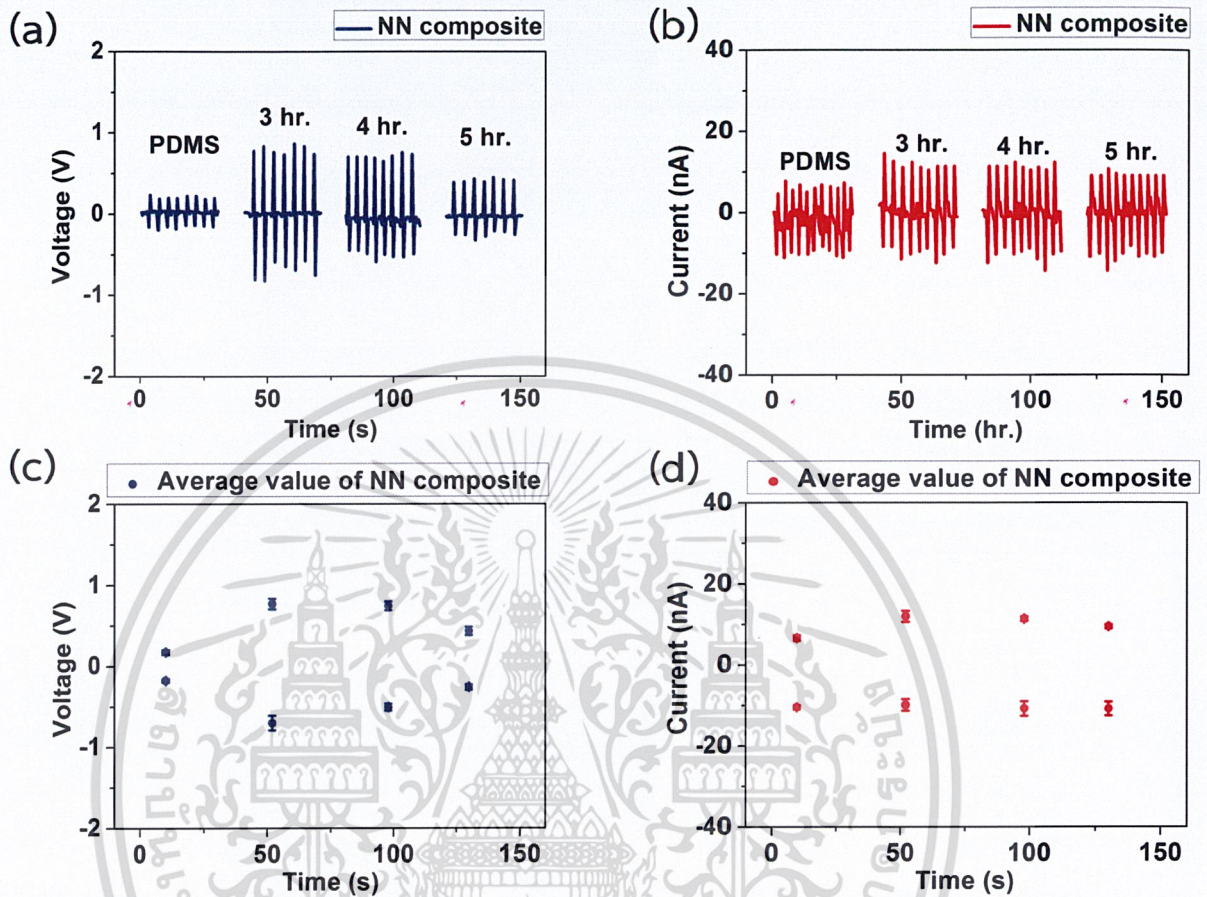 (a)
NN composite
2
1
0
-1
-2
Voltage (V)
PDMS
3 hr.
4 hr.
5 hr.
0 50 100 150
Time (s)
(b)
NN composite
40
20
0
-20
-40
Current (nA)
PDMS
3 hr.
4 hr.
5 hr.
0 50 100 150
Time (hr.)
(c)
Average value of NN composite
2
1
0
-1
-2
Voltage (V)
0 50 100 150
Time (s)
(d)
Average value of NN composite
40
20
0
-20
-40
Current (nA)
0 50 100 150
Time (s)